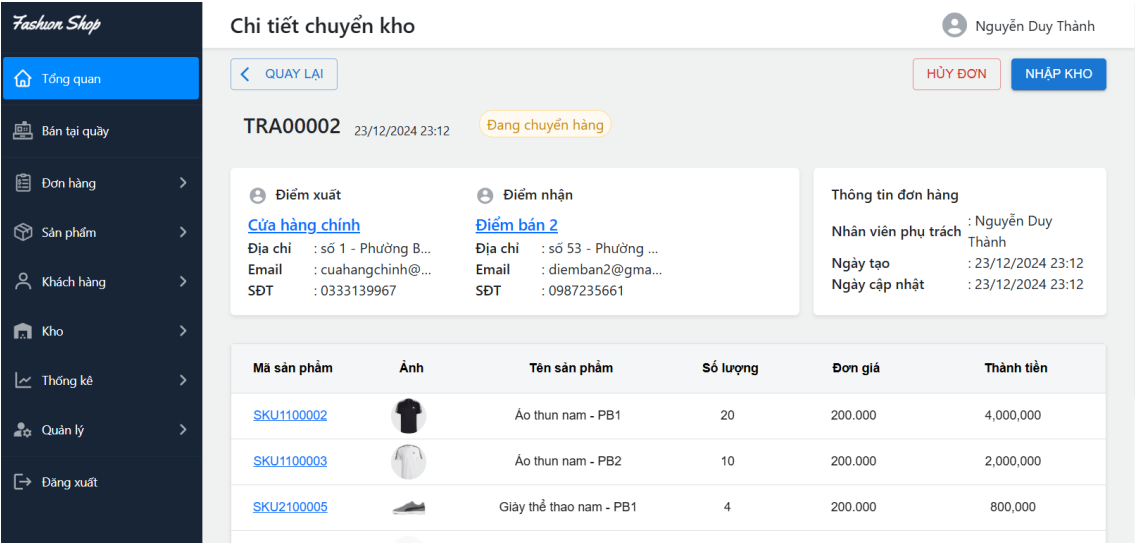 Fashion Shop
Chi tiết chuyển kho
Nguyễn Duy Thành
Tổng quan
Bán tại quầy
Đơn hàng
Sản phẩm
Khách hàng
Kho
Thống kê
Quản lý
Đăng xuất
QUAY LẠI
HỦY ĐƠN
NHẬP KHO
TRA00002 23/12/2024 23:12 Đang chuyển hàng
Điểm xuất
Cửa hàng chính
Địa chỉ : số 1 - Phường B...
Email : cuahangchinh@...
SĐT : 0333139967
Điểm nhận
Điểm bán 2
Địa chỉ : số 53 - Phường ...
Email : diemban2@gma...
SĐT : 0987235661
Thông tin đơn hàng
Nhân viên phụ trách : Nguyễn Duy
Thành
Ngày tạo : 23/12/2024 23:12
Ngày cập nhật : 23/12/2024 23:12
Mã sản phẩm Ảnh Tên sản phẩm Số lượng Đơn giá Thành tiền
SKU1100002 Áo thun nam - PB1 20 200.000 4,000,000
SKU1100003 Áo thun nam - PB2 10 200.000 2,000,000
SKU2100005 Giày thể thao nam - PB1 4 200.000 800,000